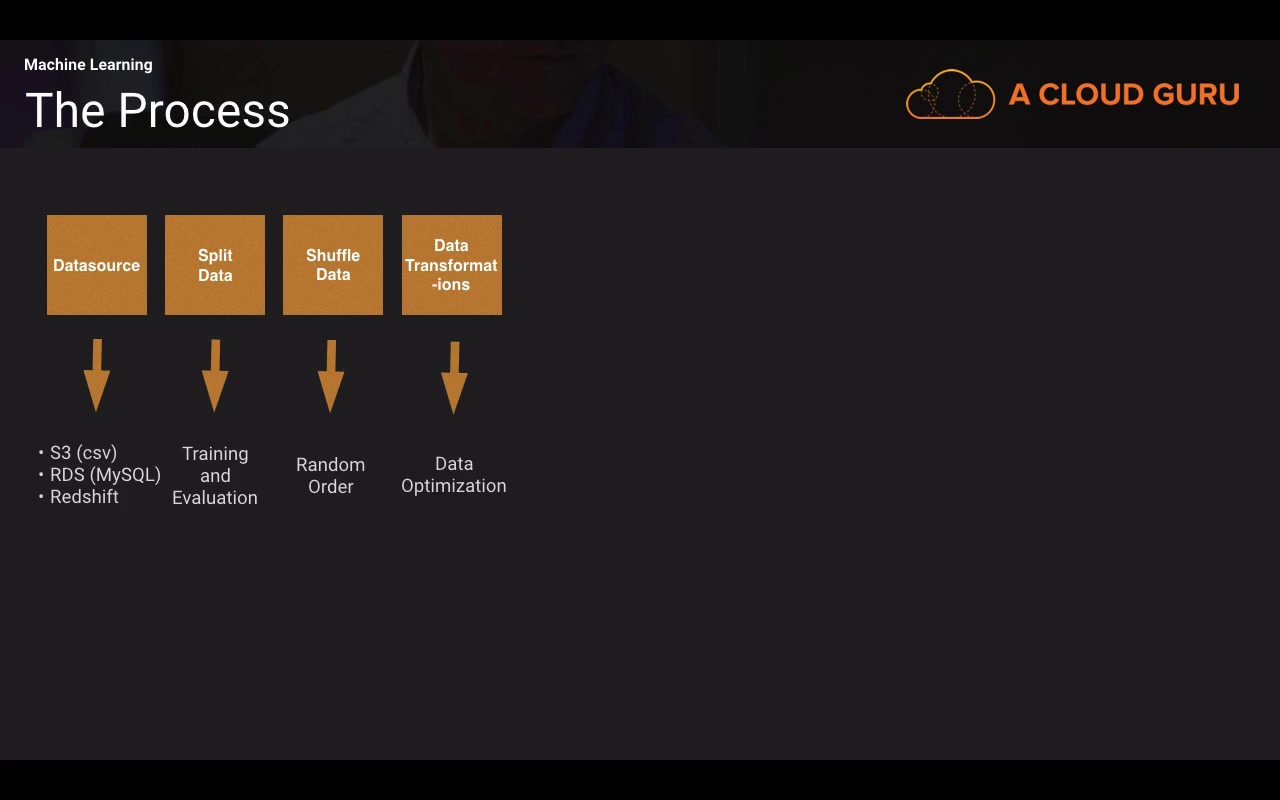 Machine Learning
The Process
A CLOUD GURU
Datasource
Split
Data
Shuffle
Data
Data
Transformat
-ions
• S3 (csv)
• RDS (MySQL)
• Redshift
Training
and
Evaluation
Random
Order
Data
Optimization